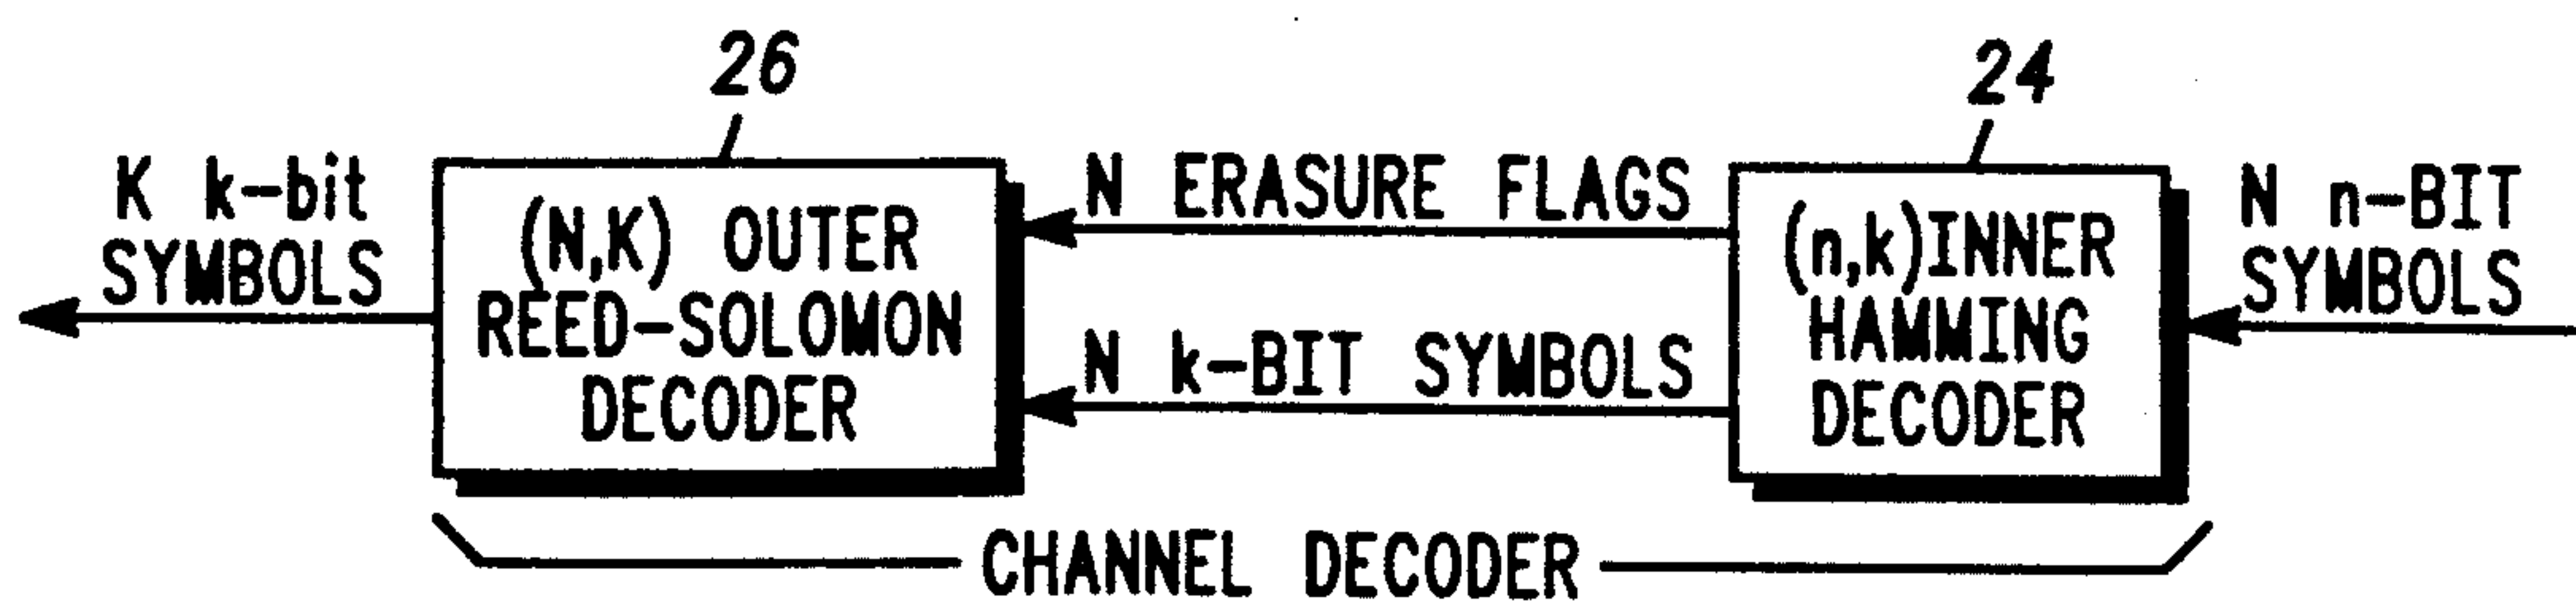 26
24
K k-bit
SYMBOLS
(N,K) OUTER
REED-SOLOMON
DECODER
N ERASURE FLAGS
N k-BIT SYMBOLS
(n,k)INNER
HAMMING
DECODER
N n-BIT
SYMBOLS
CHANNEL DECODER